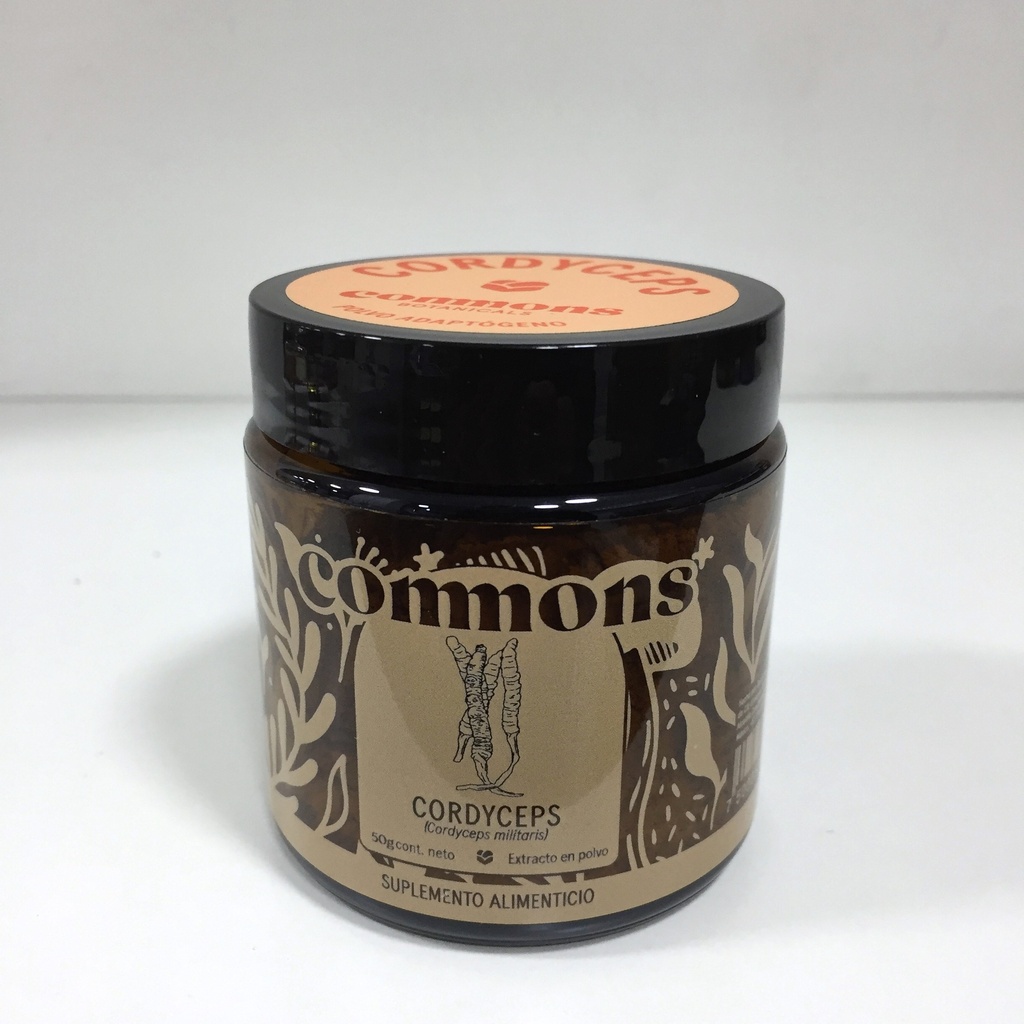 CORDYCEPS
commons
BOTANICALS
POLVO ADAPTÓGENO
commons
CORDYCEPS
(Cordyceps militaris)
50g cont. neto Extracto en polvo
SUPLEMENTO ALIMENTICIO